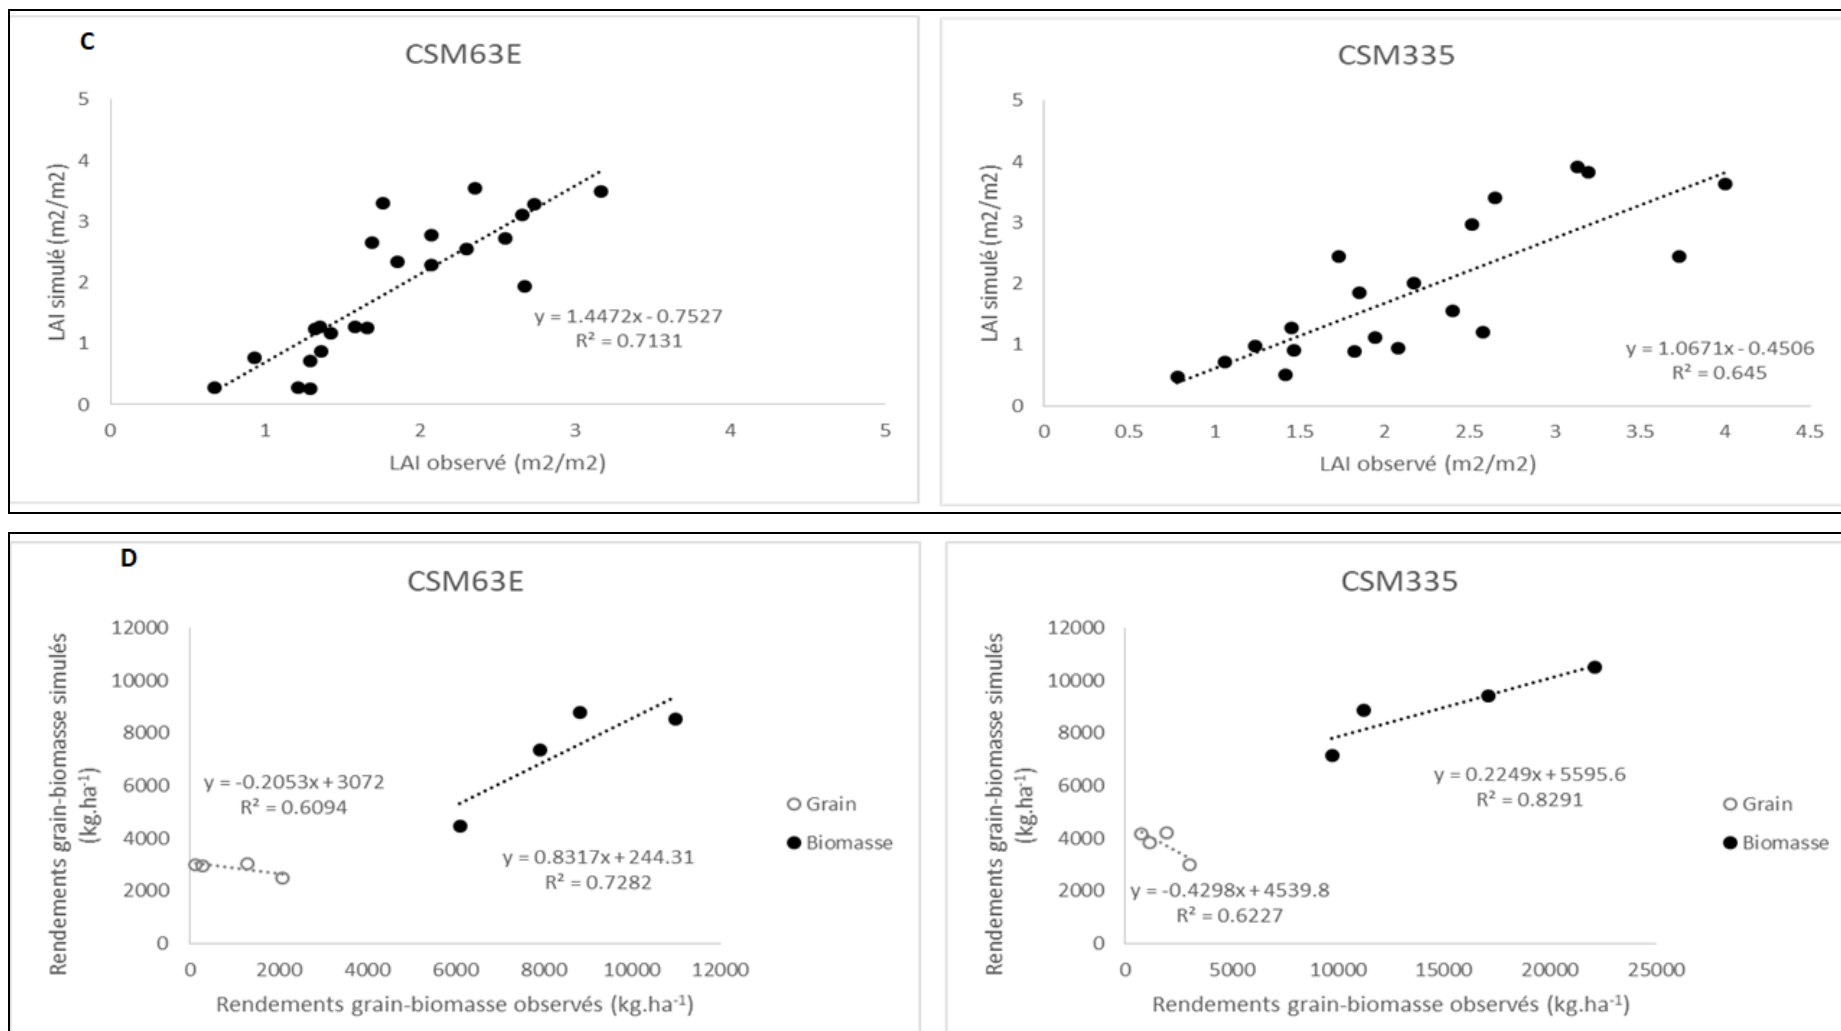 C
CSM63E
5
4
3
2
1
0
LAI simulé (m2/m2)
y = 1.4472x - 0.7527
R² = 0.7131
0 1 2 3 4 5
LAI observé (m2/m2)
CSM335
5
4
3
2
1
0
LAI simulé (m2/m2)
y = 1.0671x - 0.4506
R² = 0.645
0 0.5 1 1.5 2 2.5 3 3.5 4 4.5
LAI observé (m2/m2)
D
CSM63E
Rendements grain-biomasse simulés
(kg.ha⁻¹)
12000
10000
8000
6000
4000
2000
0
y = -0.2053x + 3072
R² = 0.6094
y = 0.8317x + 244.31
R² = 0.7282
Grain
Biomasse
0 2000 4000 6000 8000 10000 12000
Rendements grain-biomasse observés (kg.ha⁻¹)
CSM335
Rendements grain-biomasse simulés
(kg.ha⁻¹)
12000
10000
8000
6000
4000
2000
0
y = 0.2249x + 5595.6
R² = 0.8291
y = -0.4298x + 4539.8
R² = 0.6227
Grain
Biomasse
0 5000 10000 15000 20000 25000
Rendements grain-biomasse observés (kg.ha⁻¹)